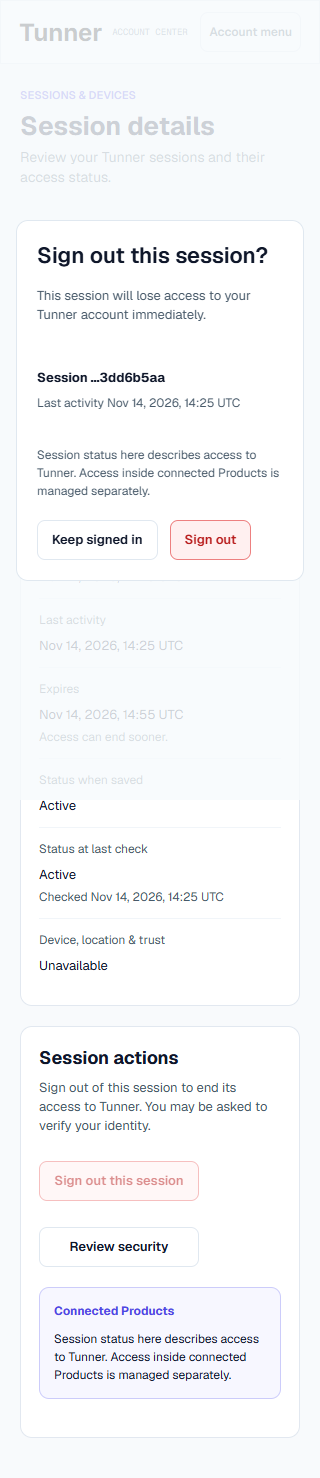 Tunner
ACCOUNT CENTER
Account menu
SESSIONS & DEVICES
Session details
Review your Tunner sessions and their
access status.
Sign out this session?
This session will lose access to your
Tunner account immediately.
Session …3dd6b5aa
Last activity Nov 14, 2026, 14:25 UTC
Session status here describes access to
Tunner. Access inside connected Products is
managed separately.
Keep signed in
Sign out
Last activity
Nov 14, 2026, 14:25 UTC
Expires
Nov 14, 2026, 14:55 UTC
Access can end sooner.
Status when saved
Active
Status at last check
Active
Checked Nov 14, 2026, 14:25 UTC
Device, location & trust
Unavailable
Session actions
Sign out of this session to end its
access to Tunner. You may be asked to
verify your identity.
Sign out this session
Review security
Connected Products
Session status here describes access
to Tunner. Access inside connected
Products is managed separately.